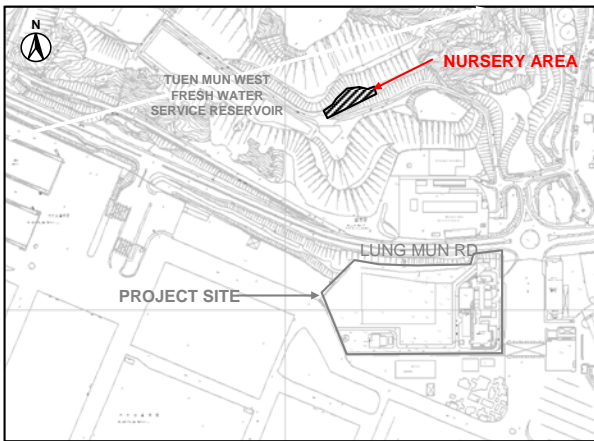 N
NURSERY AREA
TUEN MUN WEST
FRESH WATER
SERVICE RESERVOIR
LUNG MUN RD
PROJECT SITE